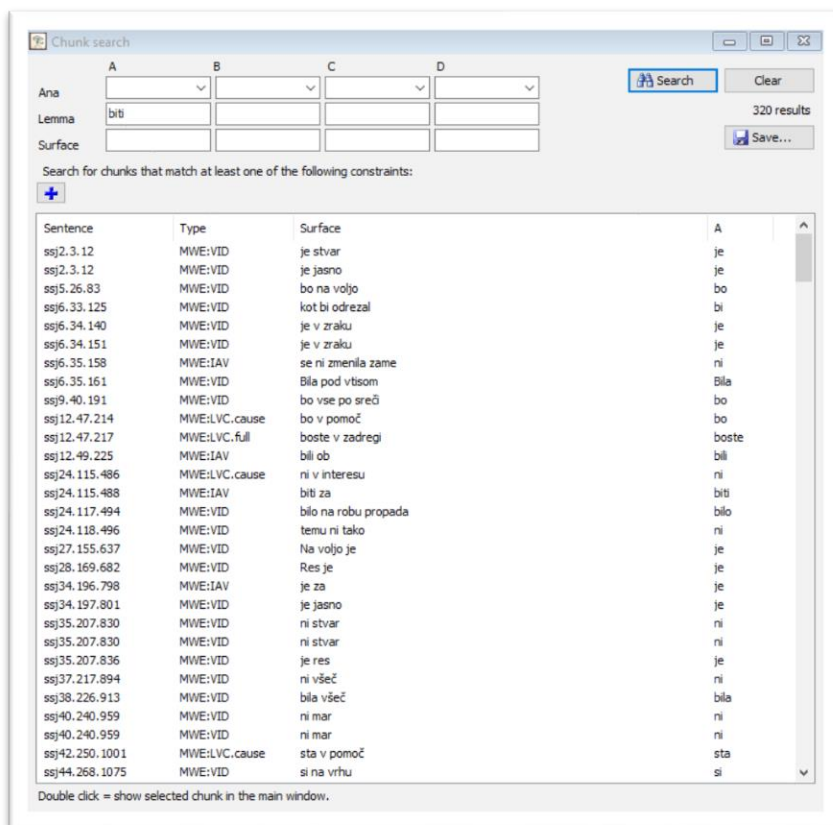 Chunk search
A B C D
Ana Search Clear
Lemma biti 320 results
Surface Save...
Search for chunks that match at least one of the following constraints:
Sentence Type Surface A
ssj2.3.12 MWE:VID je stvar je
ssj2.3.12 MWE:VID je jasno je
ssj5.26.83 MWE:VID bo na voljo bo
ssj6.33.125 MWE:VID kot bi odrezal bi
ssj6.34.140 MWE:VID je v zraku je
ssj6.34.151 MWE:VID je v zraku je
ssj6.35.158 MWE:IAV se ni zmenila zame ni
ssj6.35.161 MWE:VID Bila pod vtisom Bila
ssj9.40.191 MWE:VID bo vse po sreči bo
ssj12.47.214 MWE:LVC.cause bo v pomoč bo
ssj12.47.217 MWE:LVC.full boste v zadregi boste
ssj12.49.225 MWE:IAV bili ob bili
ssj24.115.486 MWE:LVC.cause ni v interesu ni
ssj24.115.488 MWE:IAV biti za biti
ssj24.117.494 MWE:VID bilo na robu propada bilo
ssj24.118.496 MWE:VID temu ni tako ni
ssj27.155.637 MWE:VID Na voljo je je
ssj28.169.682 MWE:VID Res je je
ssj34.196.798 MWE:IAV je za je
ssj34.197.801 MWE:VID je jasno je
ssj35.207.830 MWE:VID ni stvar ni
ssj35.207.830 MWE:VID ni stvar ni
ssj35.207.836 MWE:VID je res je
ssj37.217.894 MWE:VID ni všeč ni
ssj38.226.913 MWE:VID bila všeč bila
ssj40.240.959 MWE:VID ni mar ni
ssj40.240.959 MWE:VID ni mar ni
ssj42.250.1001 MWE:LVC.cause sta v pomoč sta
ssj44.268.1075 MWE:VID si na vrhu si
Double click = show selected chunk in the main window.